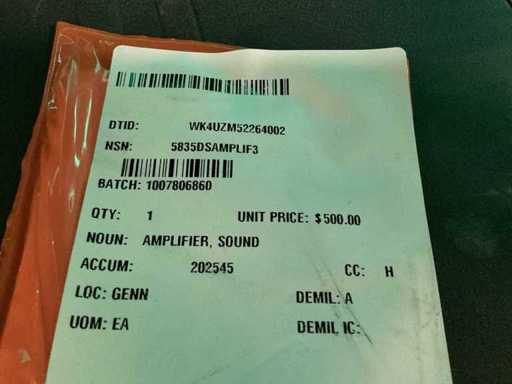 DTID: WK4UZM52264002
NSN: 5835DSAMPLIF3
BATCH: 1007806860
QTY: 1 UNIT PRICE: $500.00
NOUN: AMPLIFIER, SOUND
ACCUM: 202545 CC: H
LOC: GENN DEMIL: A
UOM: EA DEMIL IC: